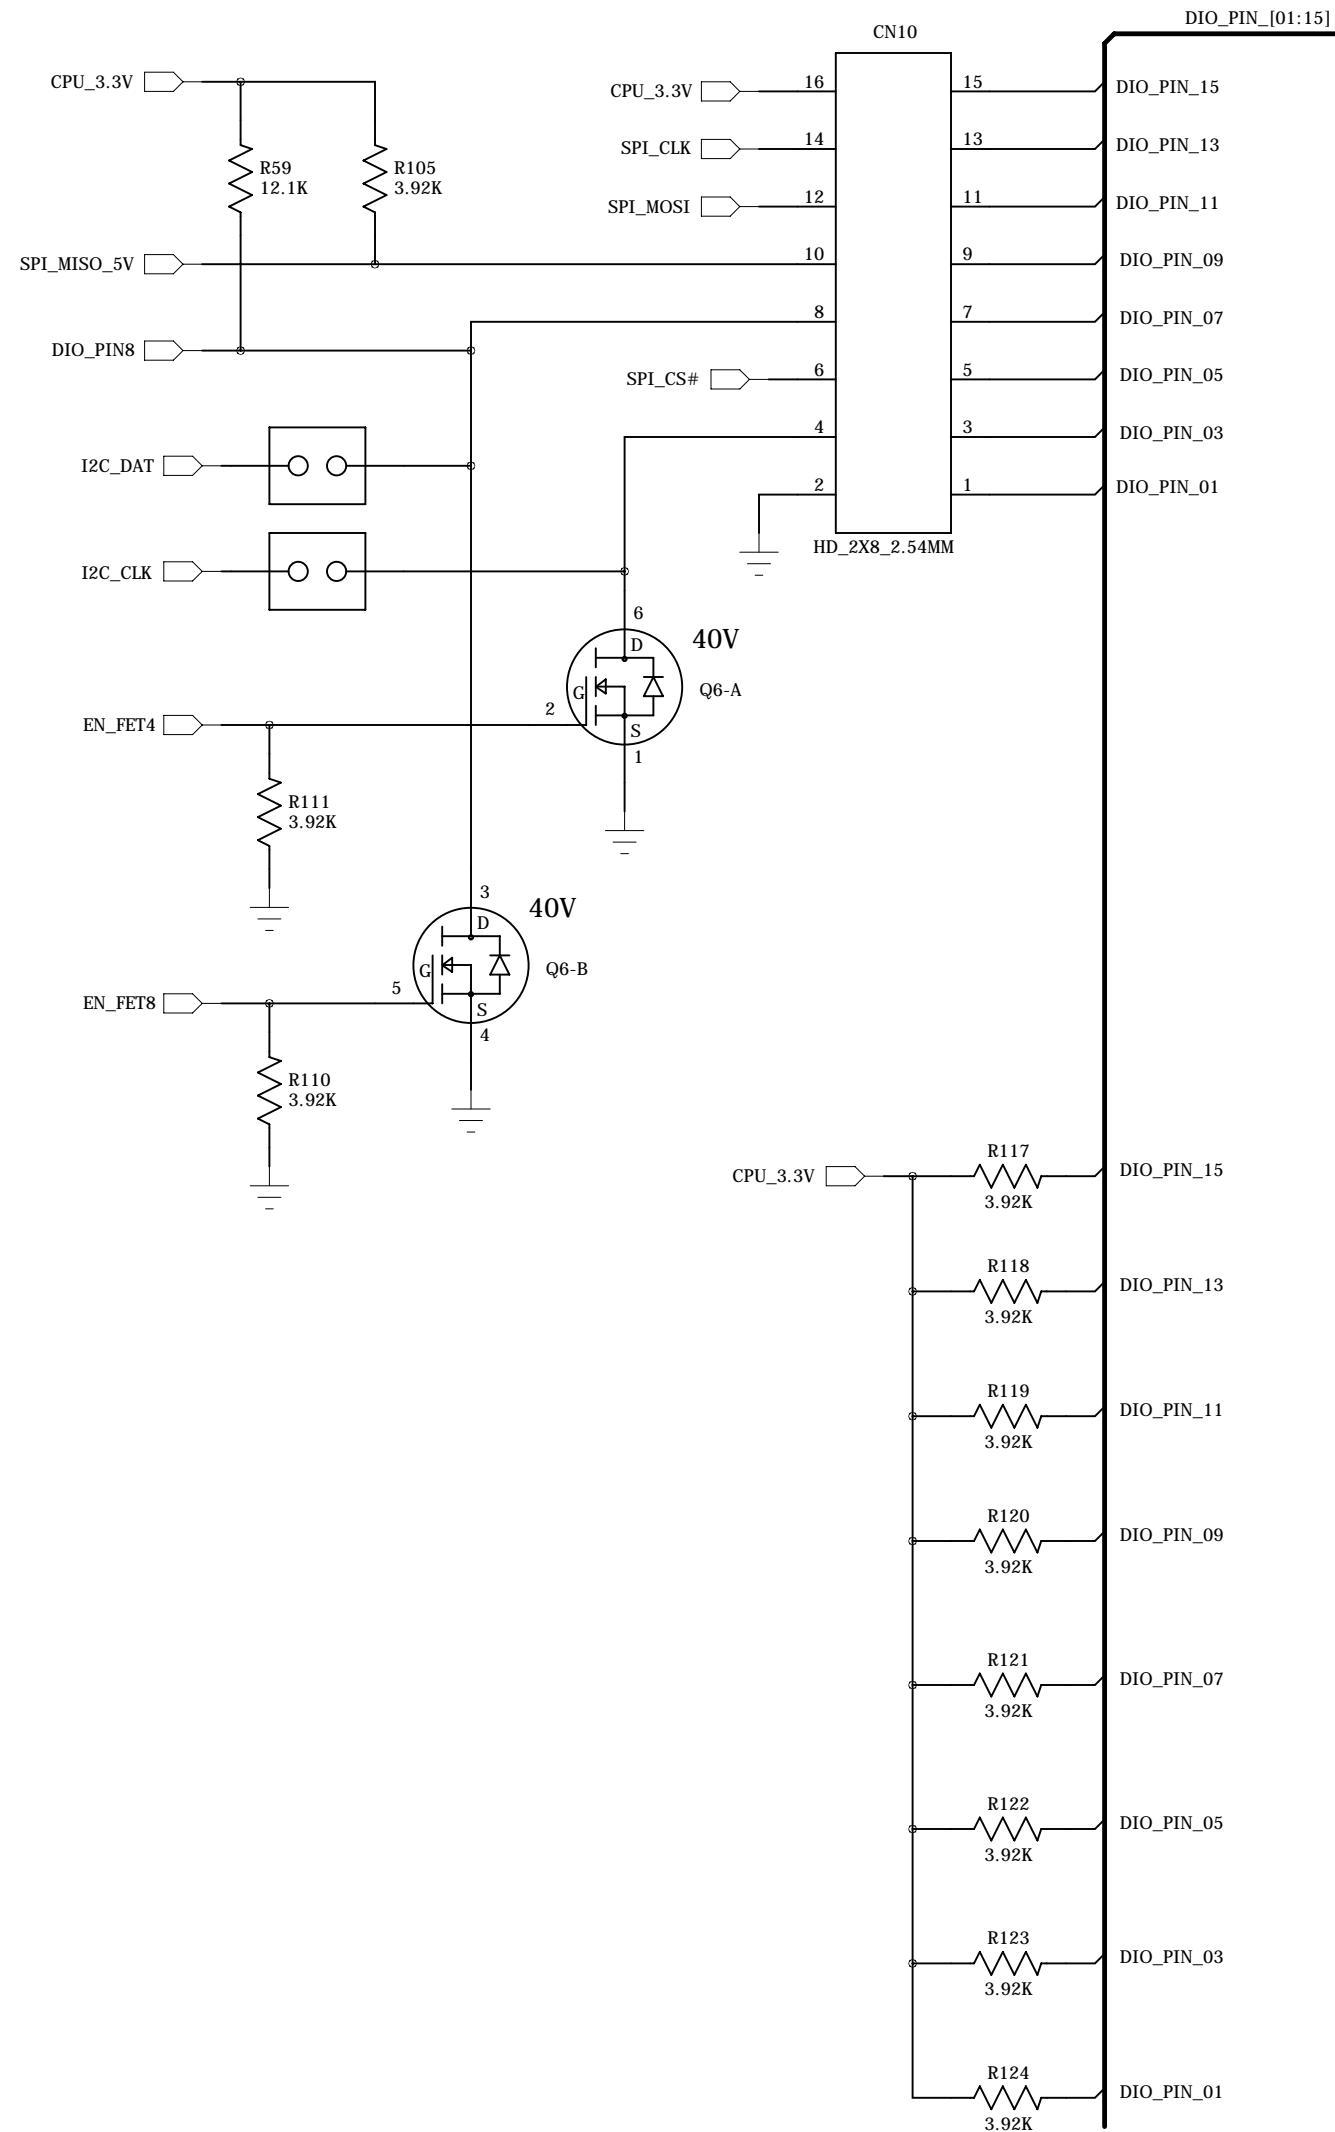 DIO_PIN_[01:15]
CN10
CPU_3.3V
R59
12.1K
R105
3.92K
SPI_MISO_5V
DIO_PIN8
I2C_DAT
I2C_CLK
CPU_3.3V
16
15
DIO_PIN_15
SPI_CLK
14
13
DIO_PIN_13
SPI_MOSI
12
11
DIO_PIN_11
10
9
DIO_PIN_09
8
7
DIO_PIN_07
SPI_CS#
6
5
DIO_PIN_05
4
3
DIO_PIN_03
2
1
DIO_PIN_01
HD_2X8_2.54MM
6
D
40V
G
Q6-A
2
S
1
EN_FET4
R111
3.92K
3
D
40V
G
Q6-B
5
S
4
EN_FET8
R110
3.92K
CPU_3.3V
R117
3.92K
DIO_PIN_15
R118
3.92K
DIO_PIN_13
R119
3.92K
DIO_PIN_11
R120
3.92K
DIO_PIN_09
R121
3.92K
DIO_PIN_07
R122
3.92K
DIO_PIN_05
R123
3.92K
DIO_PIN_03
R124
3.92K
DIO_PIN_01